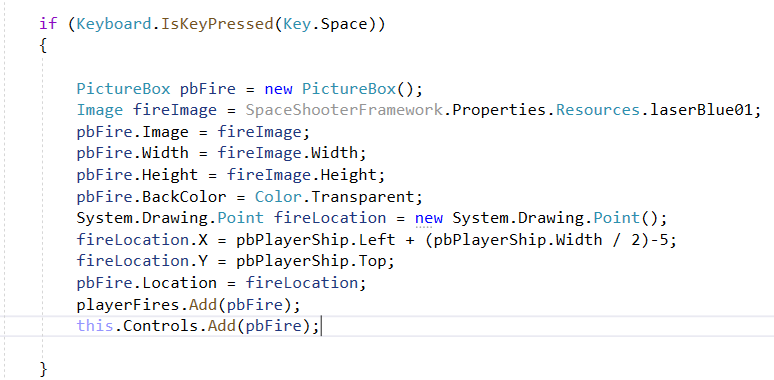 if (Keyboard.IsKeyPressed(Key.Space))
{
PictureBox pbFire = new PictureBox();
Image fireImage = SpaceShooterFramework.Properties.Resources.laserBlue01;
pbFire.Image = fireImage;
pbFire.Width = fireImage.Width;
pbFire.Height = fireImage.Height;
pbFire.BackColor = Color.Transparent;
System.Drawing.Point fireLocation = new System.Drawing.Point();
fireLocation.X = pbPlayerShip.Left + (pbPlayerShip.Width / 2)-5;
fireLocation.Y = pbPlayerShip.Top;
pbFire.Location = fireLocation;
playerFires.Add(pbFire);
this.Controls.Add(pbFire);
}